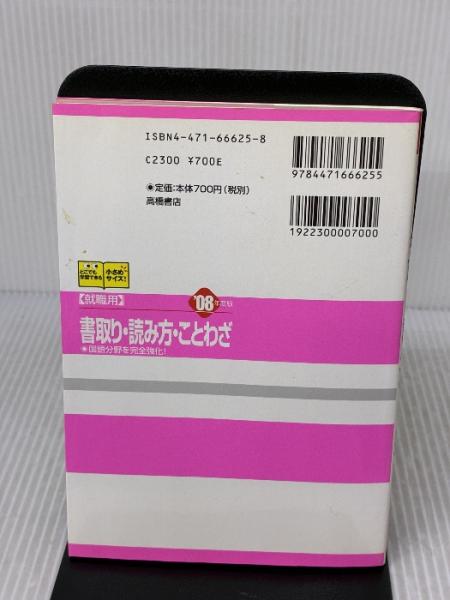 ISBN4-471-66625-8
C2300 ¥700E
●定価:本体700円(税別)
高橋書店
9784471666255
1922300007000
どこでも
学習できる
小さめ
サイズ!
【就職用】
'08年度版
書取り・読み方・ことわざ
●国語分野を完全強化!